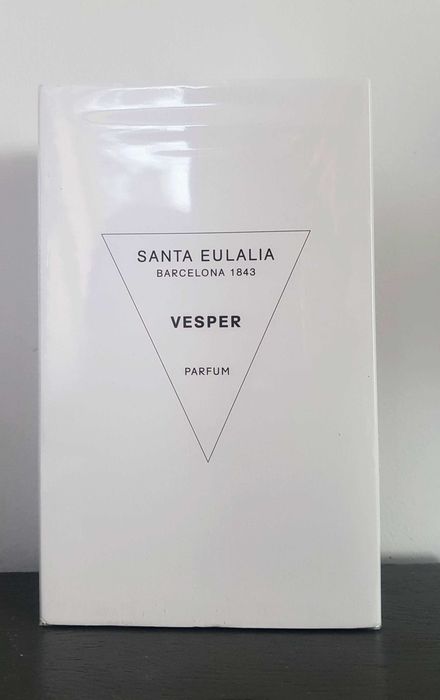 SANTA EULALIA
BARCELONA 1843
VESPER
PARFUM